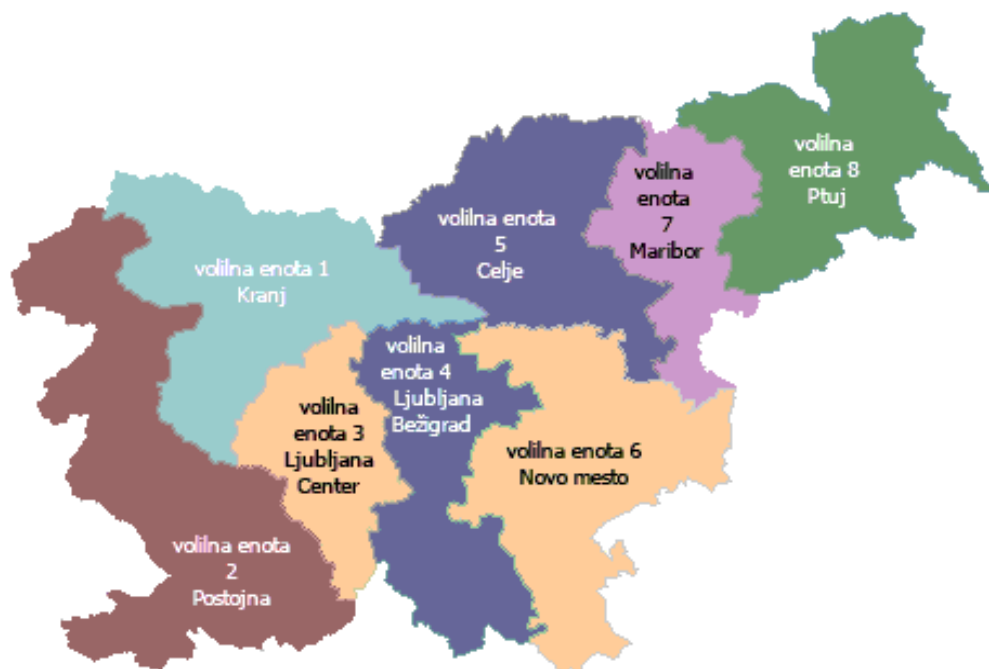 volilna enota 1
Kranj
volilna enota
2
Postojna
volilna
enota 3
Ljubljana
Center
volilna
enota 4
Ljubljana
Bežigrad
volilna enota
5
Celje
volilna enota 6
Novo mesto
volilna
enota
7
Maribor
volilna
enota 8
Ptuj